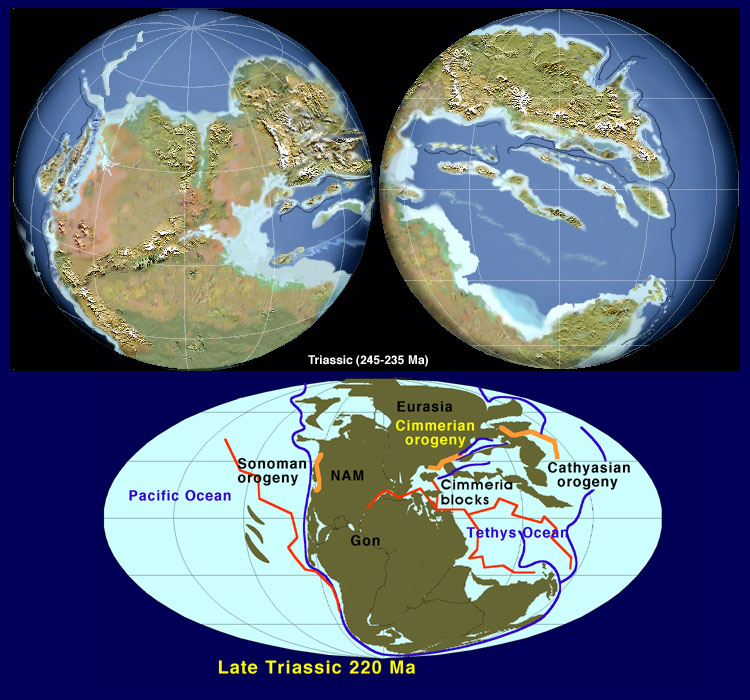 Triassic (245-235 Ma)
Eurasia
Cimmerian
orogeny
Sonoman
orogeny
NAM
Cimmeria
blocks
Cathyasian
orogeny
Pacific Ocean
Tethys Ocean
Gon
Late Triassic 220 Ma